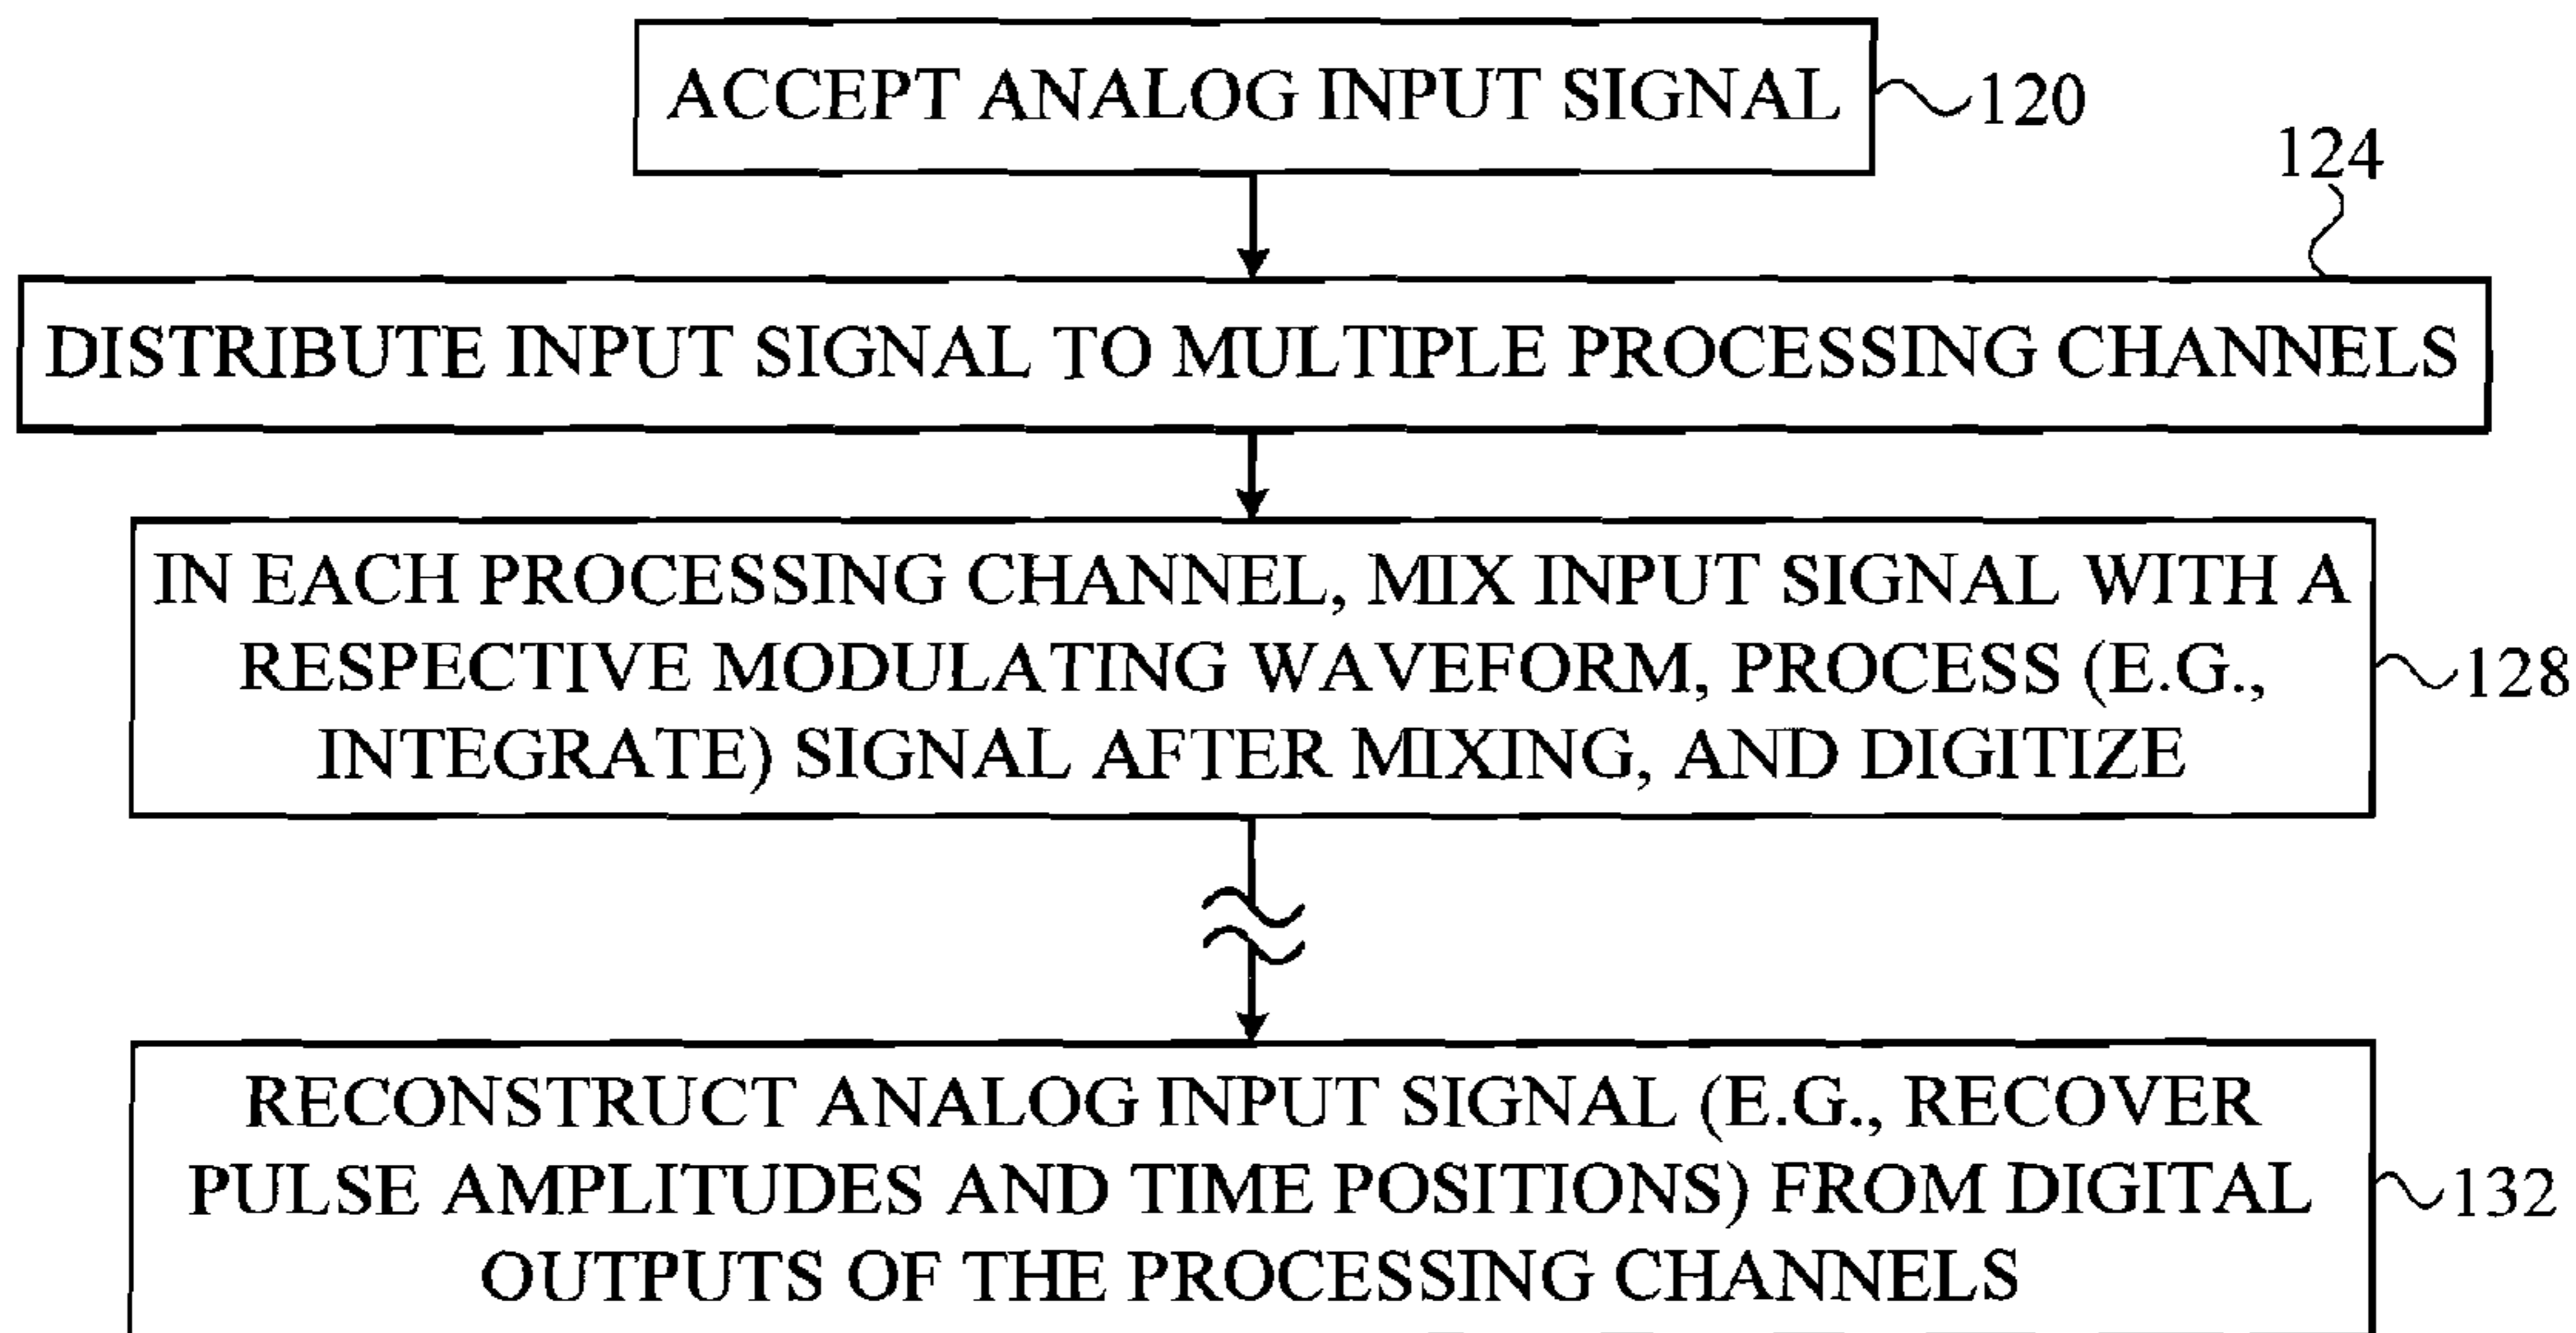 ACCEPT ANALOG INPUT SIGNAL
120
124
DISTRIBUTE INPUT SIGNAL TO MULTIPLE PROCESSING CHANNELS
IN EACH PROCESSING CHANNEL, MIX INPUT SIGNAL WITH A
RESPECTIVE MODULATING WAVEFORM, PROCESS (E.G.,
INTEGRATE) SIGNAL AFTER MIXING, AND DIGITIZE
128
RECONSTRUCT ANALOG INPUT SIGNAL (E.G., RECOVER
PULSE AMPLITUDES AND TIME POSITIONS) FROM DIGITAL
OUTPUTS OF THE PROCESSING CHANNELS
132